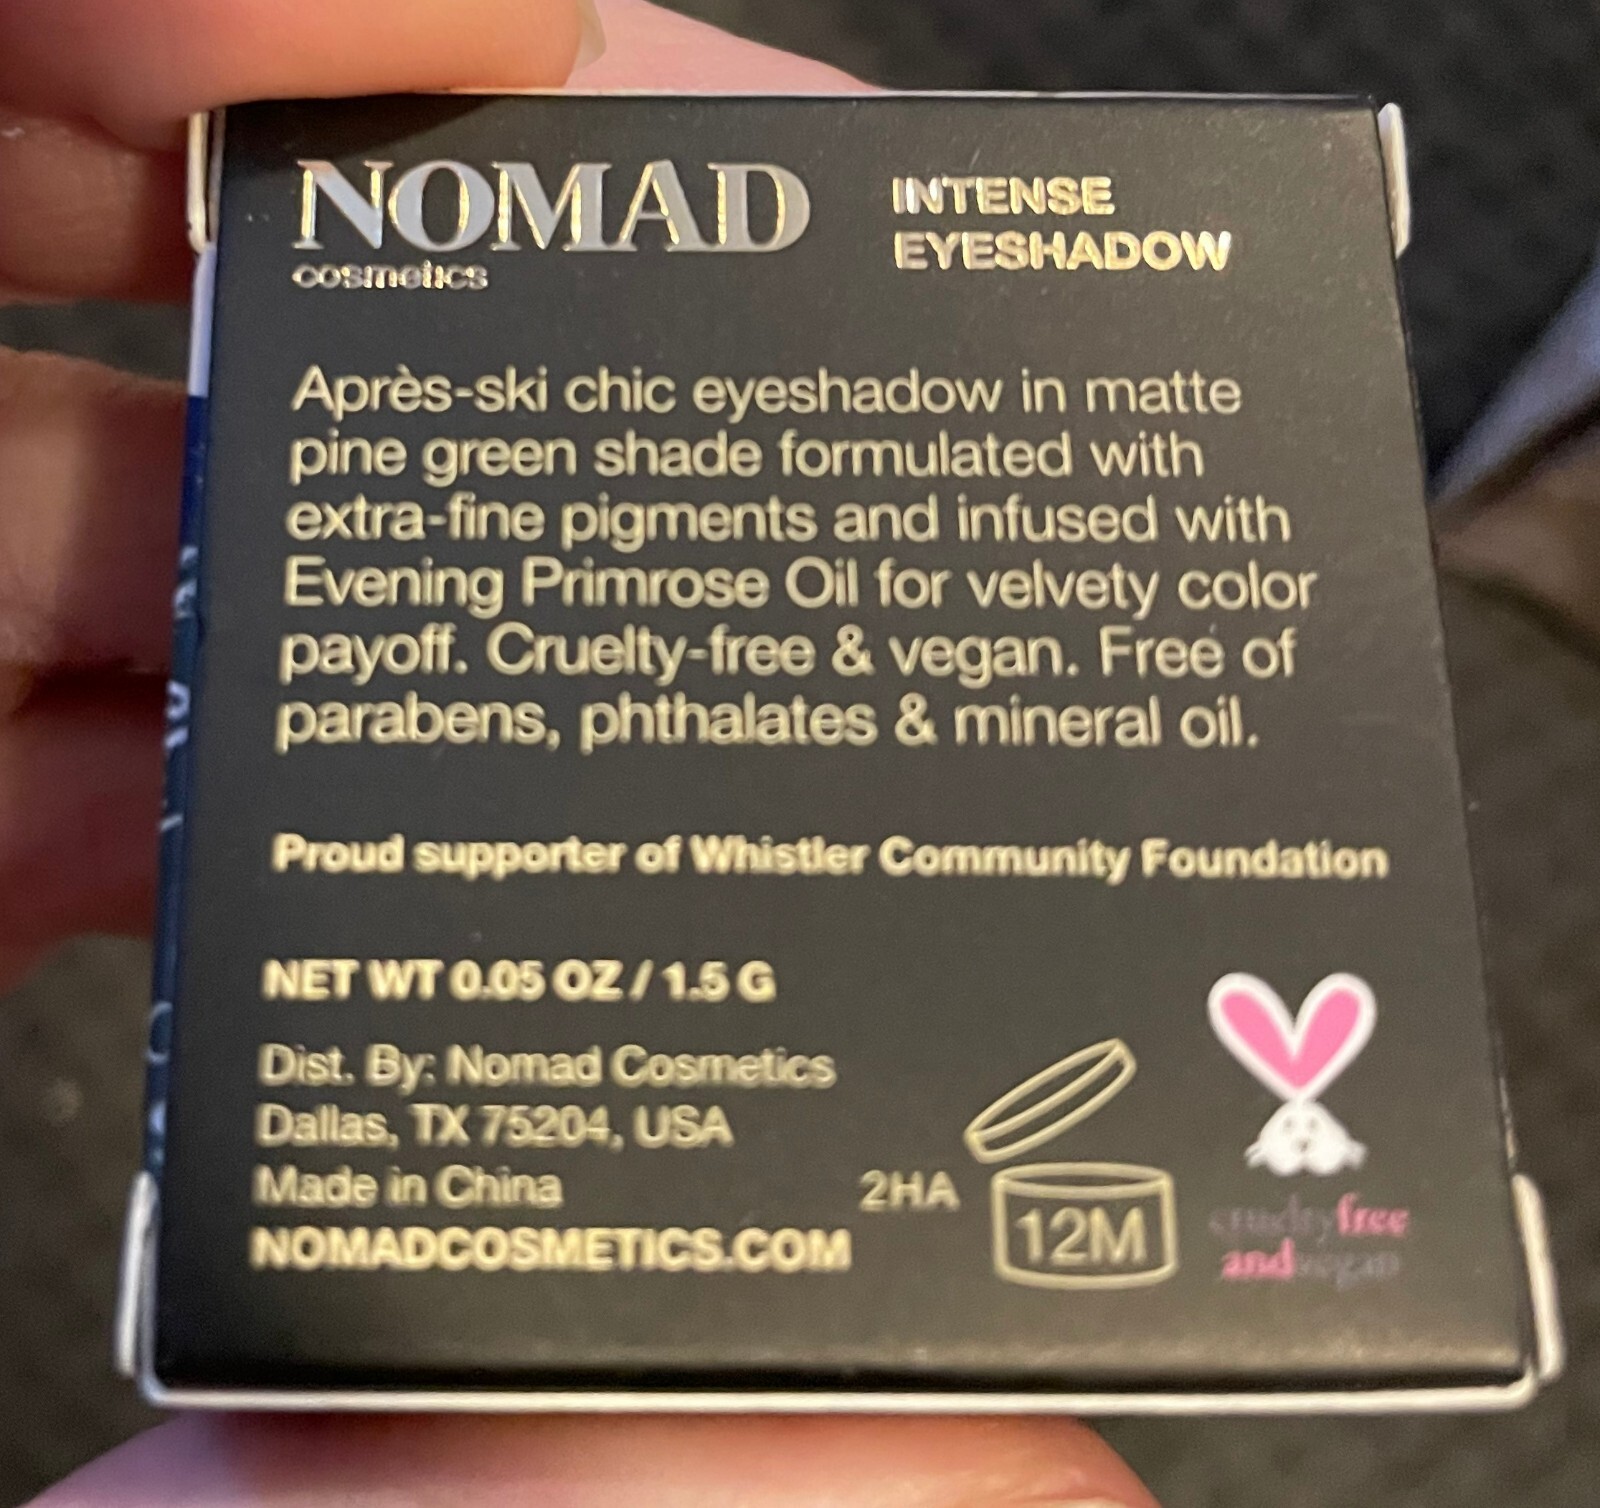 NOMAD
cosmetics
INTENSE
EYESHADOW
Après-ski chic eyeshadow in matte
pine green shade formulated with
extra-fine pigments and infused with
Evening Primrose Oil for velvety color
payoff. Cruelty-free & vegan. Free of
parabens, phthalates & mineral oil.
Proud supporter of Whistler Community Foundation
NET WT 0.05 OZ / 1.5 G
Dist. By: Nomad Cosmetics
Dallas, TX 75204, USA
Made in China
NOMADCOSMETICS.COM
2HA
12M
crueltyfree
andvegan